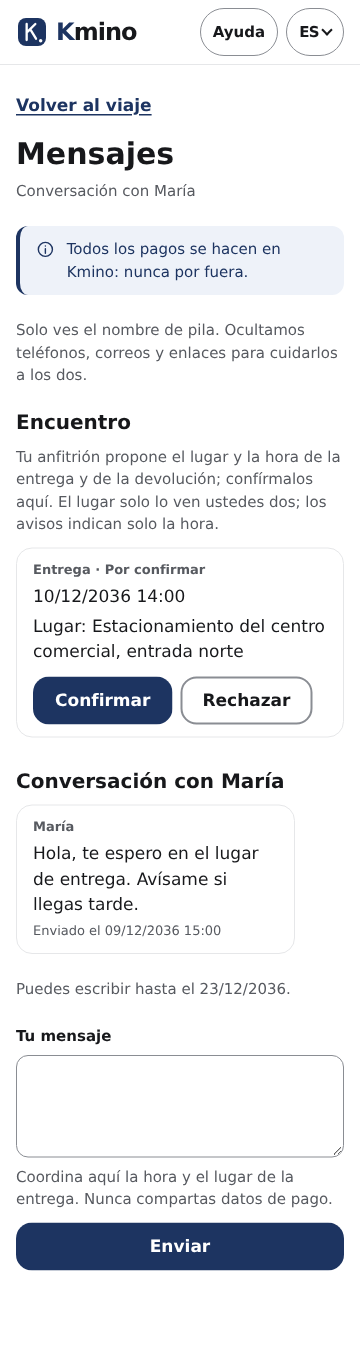 Kmino
Ayuda
ES
Volver al viaje
Mensajes
Conversación con María
Todos los pagos se hacen en
Kmino: nunca por fuera.
Solo ves el nombre de pila. Ocultamos
teléfonos, correos y enlaces para cuidarlos
a los dos.
Encuentro
Tu anfitrión propone el lugar y la hora de la
entrega y de la devolución; confírmalos
aquí. El lugar solo lo ven ustedes dos; los
avisos indican solo la hora.
Entrega · Por confirmar
10/12/2036 14:00
Lugar: Estacionamiento del centro
comercial, entrada norte
Confirmar
Rechazar
Conversación con María
María
Hola, te espero en el lugar
de entrega. Avísame si
llegas tarde.
Enviado el 09/12/2036 15:00
Puedes escribir hasta el 23/12/2036.
Tu mensaje
Coordina aquí la hora y el lugar de la
entrega. Nunca compartas datos de pago.
Enviar